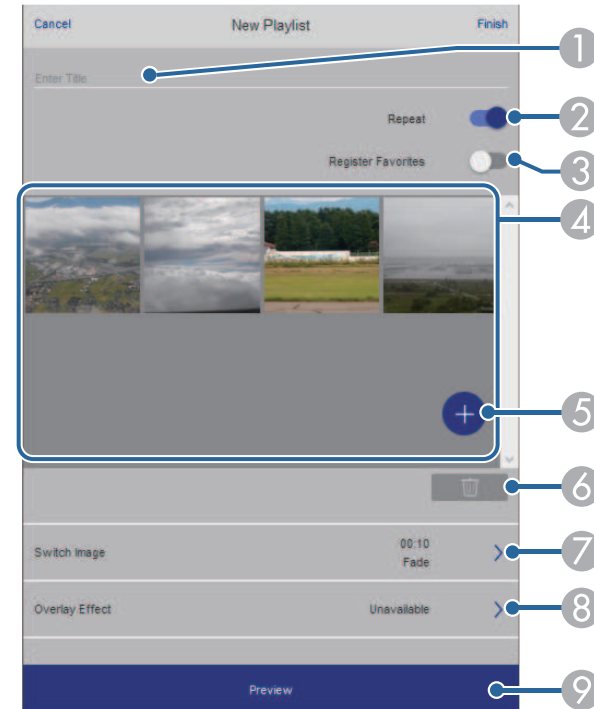 Cancel New Playlist Finish
1
Enter Title
Repeat 2
Register Favorites 3
4
5
6
Switch Image 00:10 7
Fade
Overlay Effect Unavailable 8
Preview 9